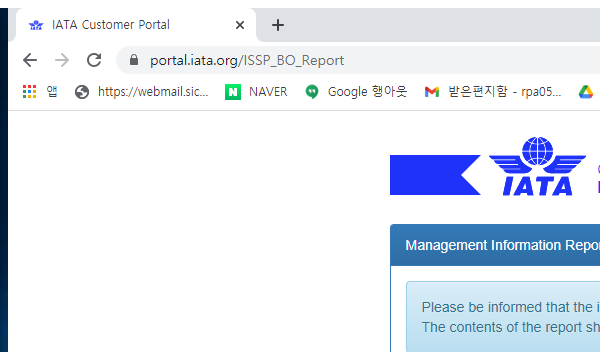 IATA Customer Portal
portal.iata.org/ISSP_BO_Report
앱 https://webmail.sic... NAVER Google 행아웃 받은편지함 - rpa05...
IATA
Management Information Repor
Please be informed that the i
The contents of the report sh